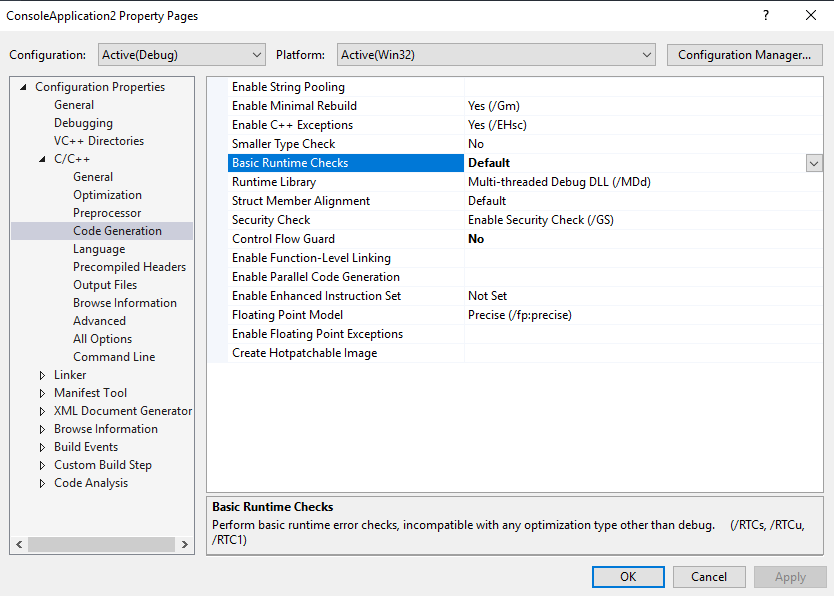 ConsoleApplication2 Property Pages
?
Configuration: Active(Debug) Platform: Active(Win32) Configuration Manager...
Configuration Properties
General
Debugging
VC++ Directories
C/C++
General
Optimization
Preprocessor
Code Generation
Language
Precompiled Headers
Output Files
Browse Information
Advanced
All Options
Command Line
Linker
Manifest Tool
XML Document Generator
Browse Information
Build Events
Custom Build Step
Code Analysis
Enable String Pooling
Enable Minimal Rebuild Yes (/Gm)
Enable C++ Exceptions Yes (/EHsc)
Smaller Type Check No
Basic Runtime Checks Default
Runtime Library Multi-threaded Debug DLL (/MDd)
Struct Member Alignment Default
Security Check Enable Security Check (/GS)
Control Flow Guard No
Enable Function-Level Linking
Enable Parallel Code Generation
Enable Enhanced Instruction Set Not Set
Floating Point Model Precise (/fp:precise)
Enable Floating Point Exceptions
Create Hotpatchable Image
Basic Runtime Checks
Perform basic runtime error checks, incompatible with any optimization type other than debug. (/RTCs, /RTCu,
/RTC1)
OK Cancel Apply